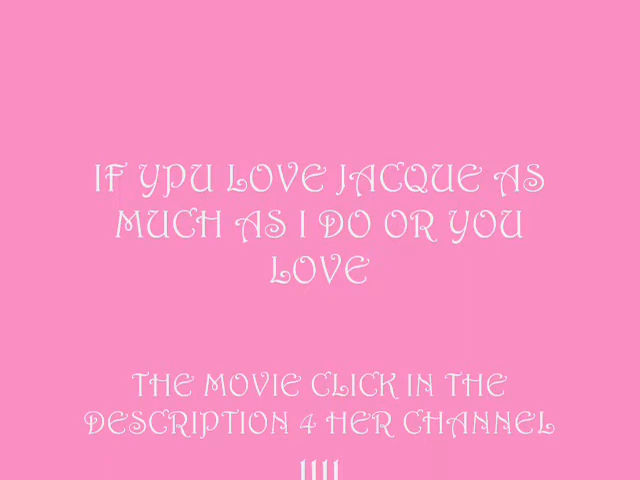 IF YPU LOVE JACQUE AS
MUCH AS I DO OR YOU
LOVE
THE MOVIE CLICK IN THE
DESCRIPTION 4 HER CHANNEL